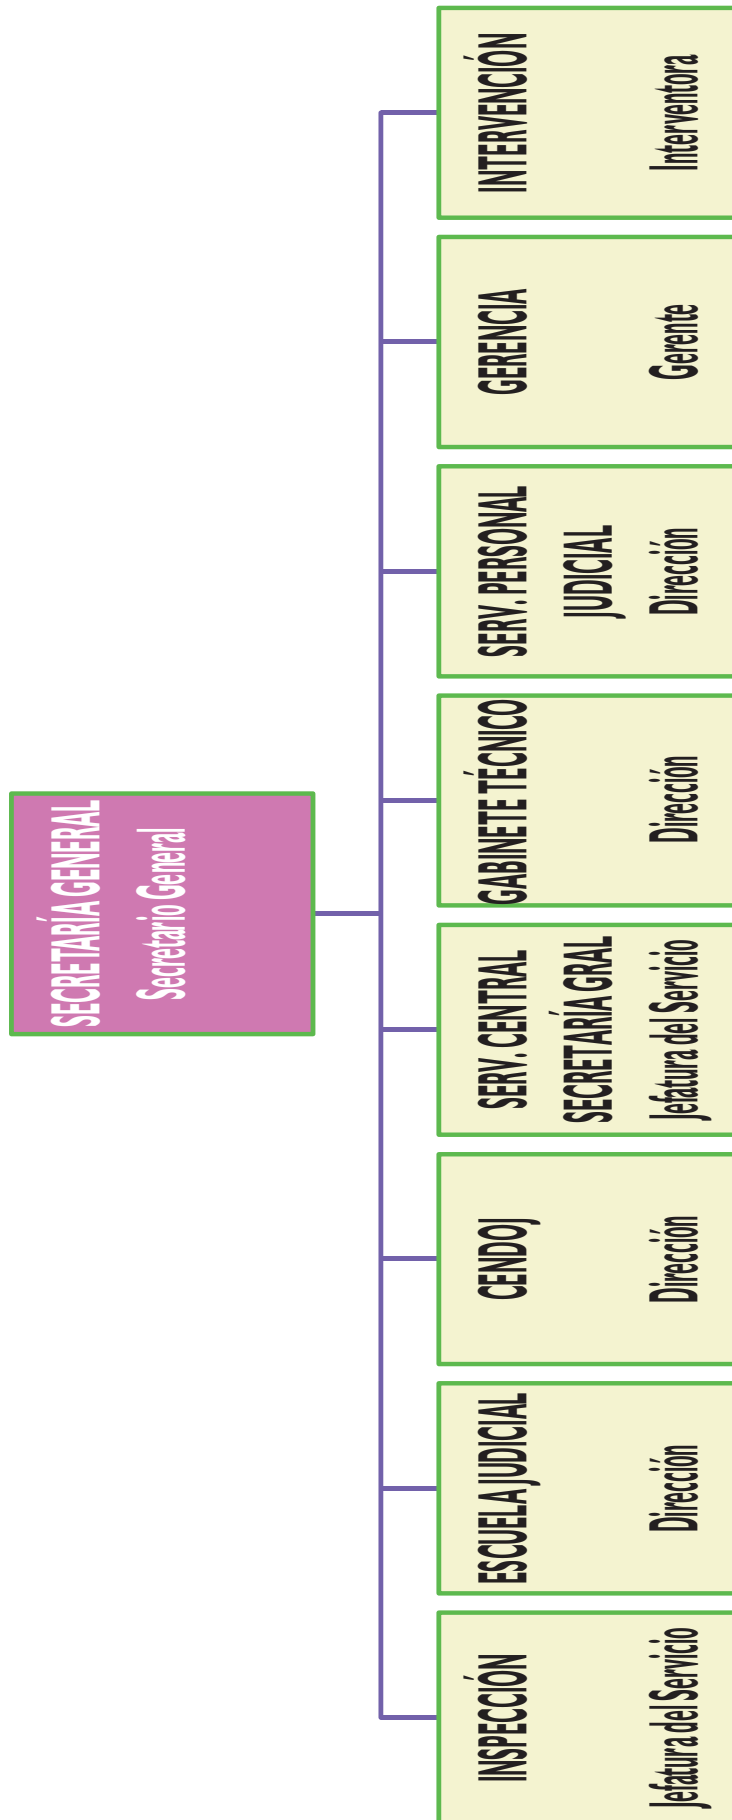 SECRETARÍA GENERAL
Secretario General
INSPECCIÓN
Jefatura del Servicio
ESCUELA JUDICIAL
Dirección
CENDOJ
Dirección
SERV. CENTRAL
SECRETARÍA GRAL
Jefatura del Servicio
GABINETE TÉCNICO
Dirección
SERV. PERSONAL
JUDICIAL
Dirección
GERENCIA
Gerente
INTERVENCIÓN
Interventora